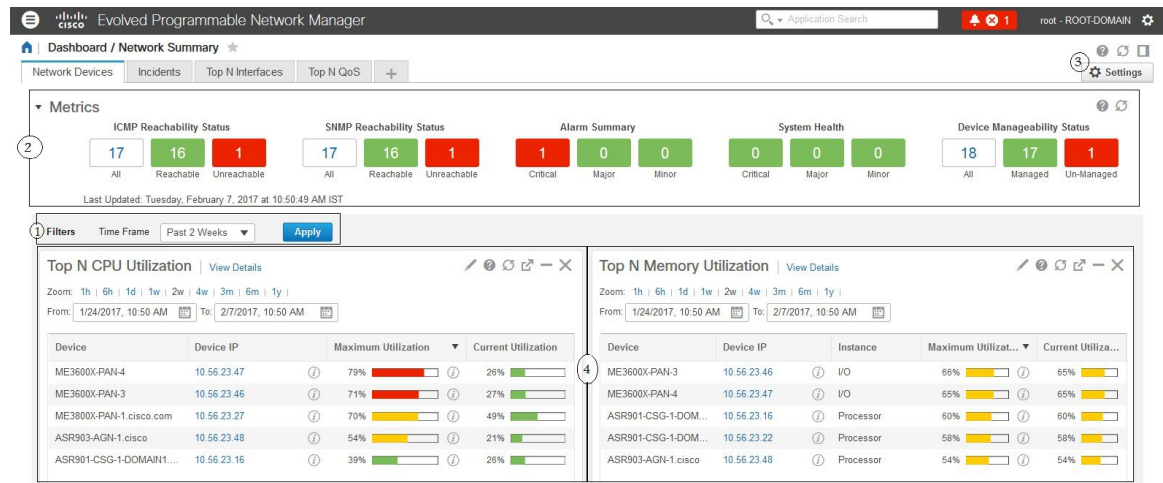 cisco Evolved Programmable Network Manager Application Search 1 root - ROOT-DOMAIN
Dashboard / Network Summary
Network Devices Incidents Top N Interfaces Top N QoS + 3 Settings
Metrics
ICMP Reachability Status SNMP Reachability Status Alarm Summary System Health Device Manageability Status
2 17 16 1 17 16 1 1 0 0 0 0 0 18 17 1
All Reachable Unreachable All Reachable Unreachable Critical Major Minor Critical Major Minor All Managed Un-Managed
Last Updated: Tuesday, February 7, 2017 at 10:50:49 AM IST
1 Filters Time Frame Past 2 Weeks Apply
Top N CPU Utilization | View Details
Zoom: 1h | 6h | 1d | 1w | 2w | 4w | 3m | 6m | 1y |
From: 1/24/2017, 10:50 AM To: 2/7/2017, 10:50 AM
Device Device IP Maximum Utilization Current Utilization
ME3600X-PAN-4 10.56.23.47 79% 26%
ME3600X-PAN-3 10.56.23.46 71% 27%
ME3800X-PAN-1.cisco.com 10.56.23.27 70% 49%
ASR903-AGN-1.cisco 10.56.23.48 54% 21%
ASR901-CSG-1-DOMAIN1.... 10.56.23.16 39% 26%
4
Top N Memory Utilization | View Details
Zoom: 1h | 6h | 1d | 1w | 2w | 4w | 3m | 6m | 1y |
From: 1/24/2017, 10:50 AM To: 2/7/2017, 10:50 AM
Device Device IP Instance Maximum Utilizat... Current Utiliza...
ME3600X-PAN-3 10.56.23.46 I/O 66% 65%
ME3600X-PAN-4 10.56.23.47 I/O 65% 65%
ASR901-CSG-1-DOM... 10.56.23.16 Processor 60% 60%
ASR901-CSG-1-DOM... 10.56.23.22 Processor 58% 58%
ASR903-AGN-1.cisco 10.56.23.48 Processor 54% 54%